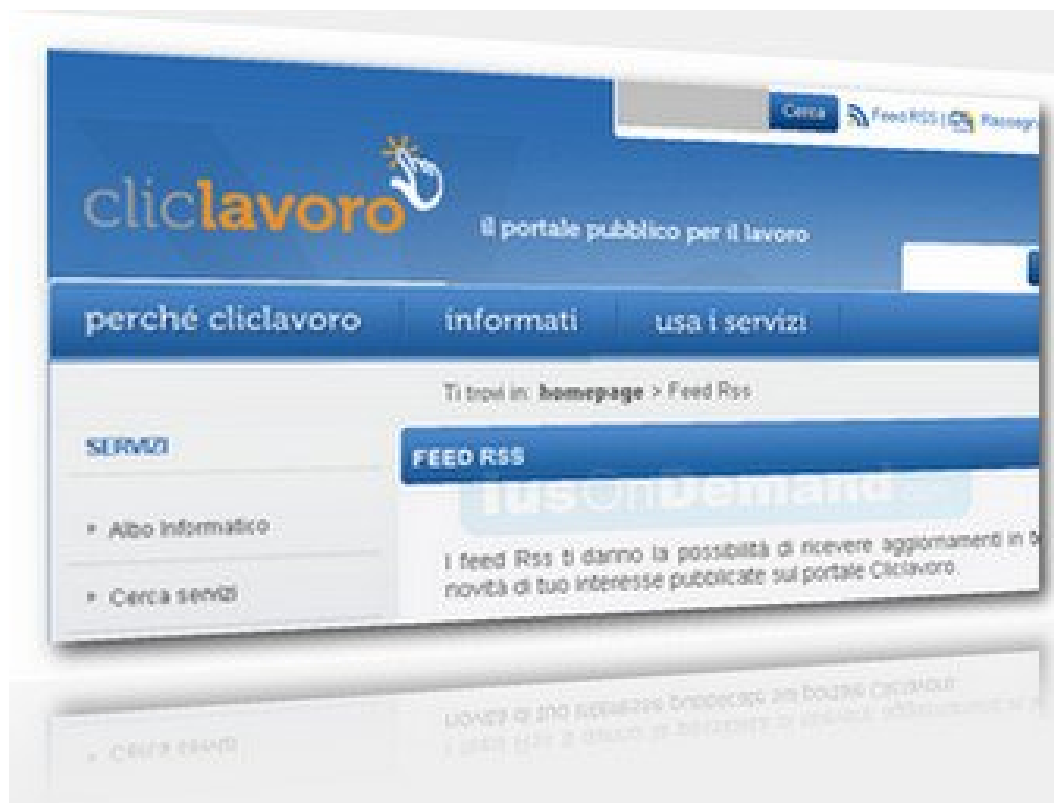 Cerca Feed RSS | Rassegn
cliclavoro
il portale pubblico per il lavoro
perché cliclavoro informati usa i servizi
Ti trovi in: homepage > Feed Rss
SERVIZI
FEED RSS
IusOnDemand
Albo Informatico
I feed Rss ti danno la possibilità di ricevere aggiornamenti in
novità di tuo interesse pubblicate sul portale Cliclavoro.
Cerca servizi